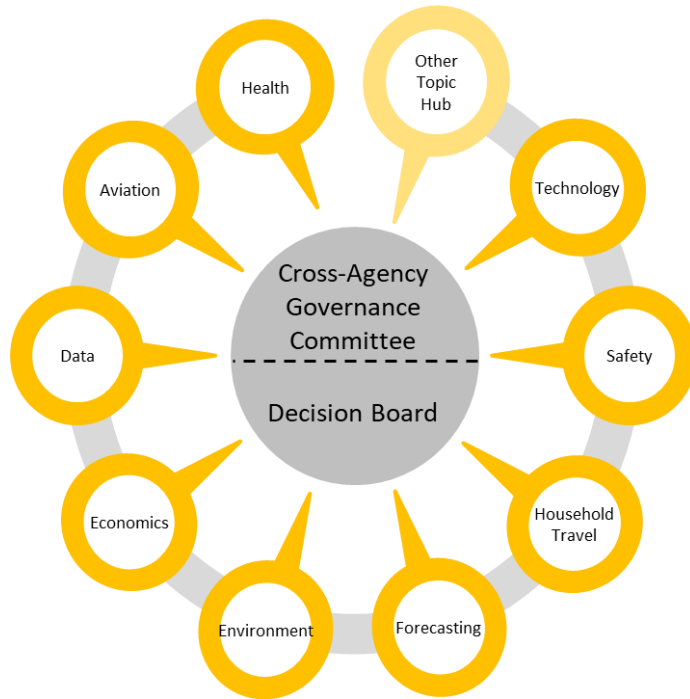 Health
Other
Topic
Hub
Aviation
Technology
Cross-Agency
Governance
Committee
Data
Safety
Decision Board
Economics
Household
Travel
Environment
Forecasting